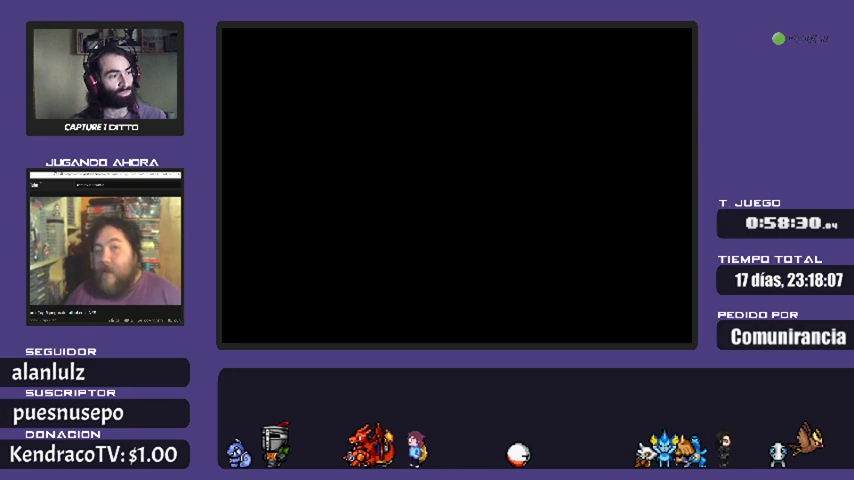 CAPTURE 1 DITTO
JUGANDO AHORA
SEGUIDOR
alanlulz
SUSCRIPTOR
puesnusepo
DONACION
KendracoTV: $1.00
T. JUEGO
0:58:30.04
TIEMPO TOTAL
17 días, 23:18:07
PEDIDO POR
Comunirancia